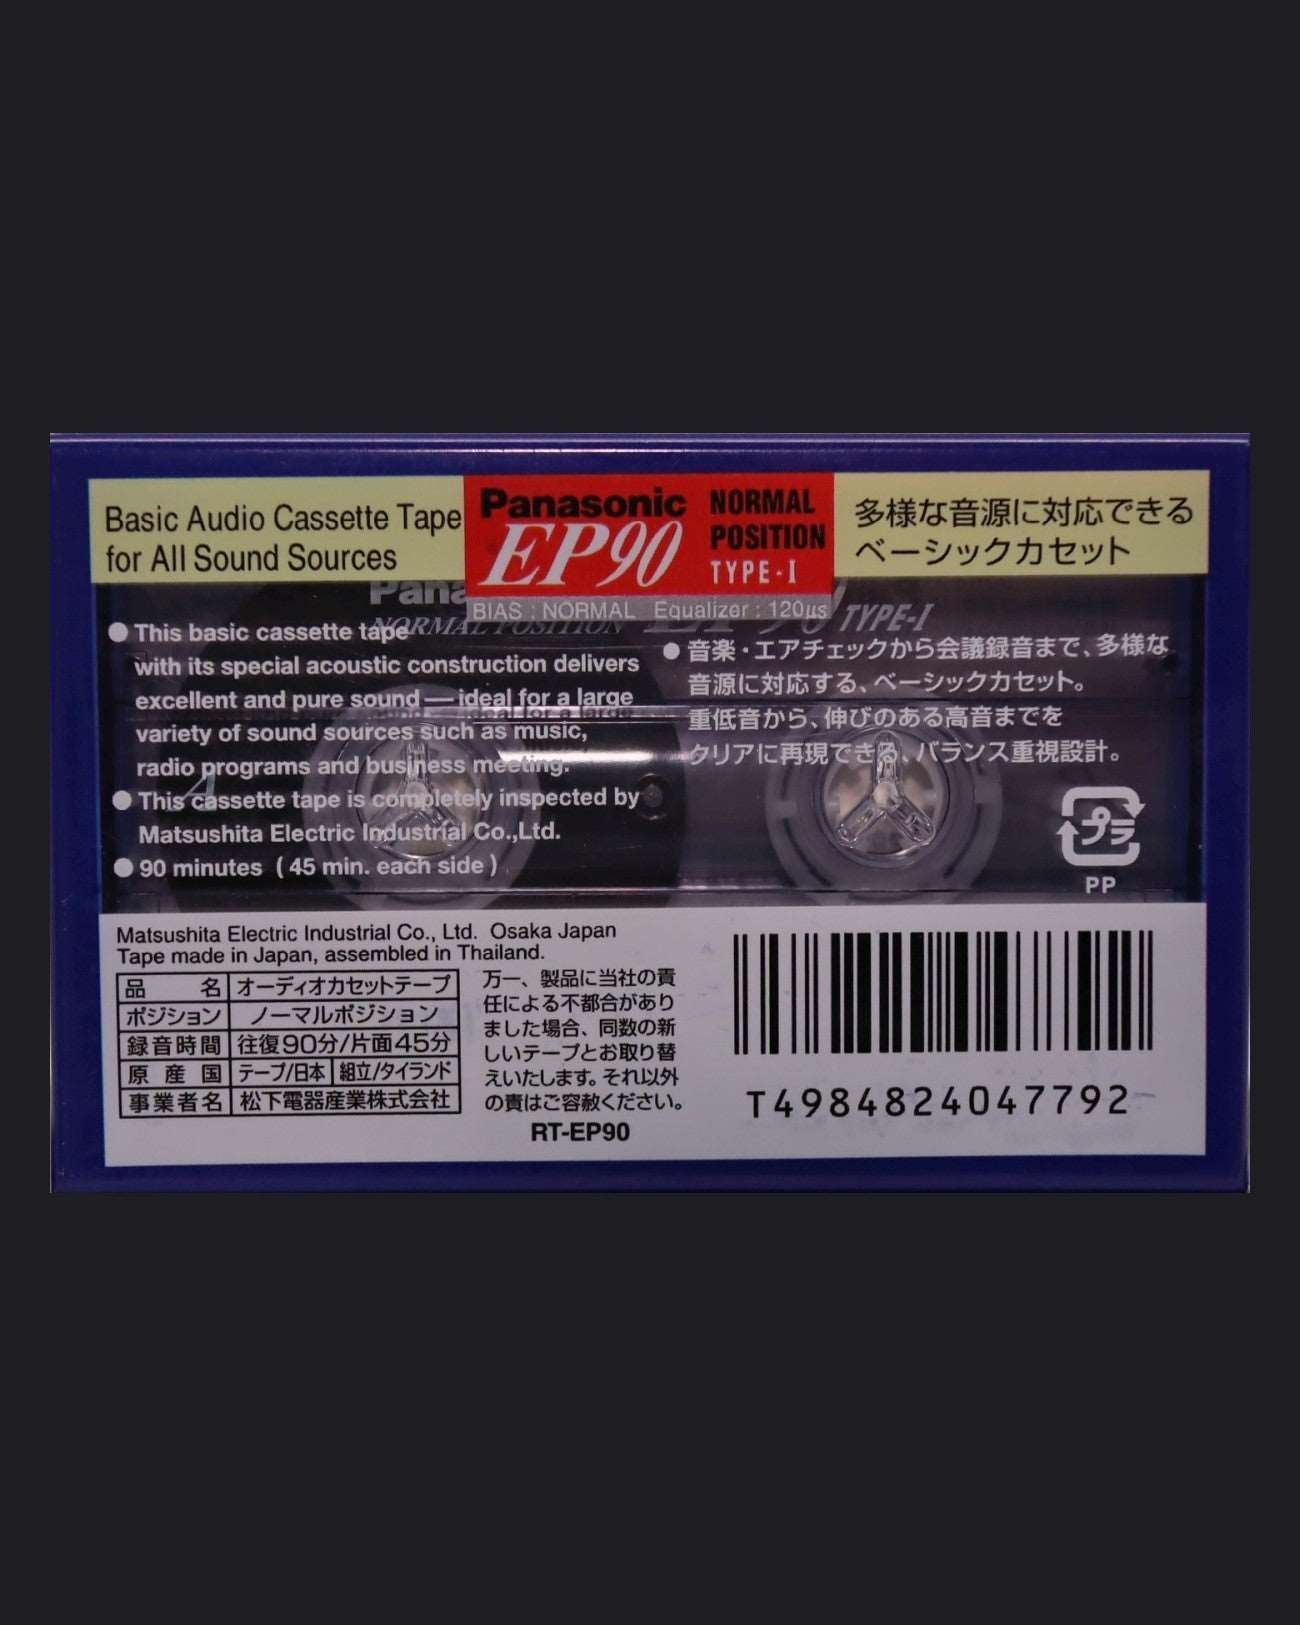 Basic Audio Cassette Tape
for All Sound Sources
Panasonic
EP90
NORMAL
POSITION
TYPE-I
BIAS : NORMAL Equalizer : 120μs
多様な音源に対応できる
ベーシックカセット
Pana
NORMAL POSITION
EP90 TYPE-I
● This basic cassette tape
with its special acoustic construction delivers
excellent and pure sound — ideal for a large
variety of sound sources such as music,
radio programs and business meeting.
● This cassette tape is completely inspected by
Matsushita Electric Industrial Co.,Ltd.
● 90 minutes ( 45 min. each side )
A
● 音楽・エアチェックから会議録音まで、多様な
音源に対応する、ベーシックカセット。
重低音から、伸びのある高音までを
クリアに再現できる、バランス重視設計。
プラ
PP
Matsushita Electric Industrial Co., Ltd. Osaka Japan
Tape made in Japan, assembled in Thailand.
品名 オーディオカセットテープ
ポジション ノーマルポジション
録音時間 往復90分/片面45分
原産国 テープ/日本 組立/タイランド
事業者名 松下電器産業株式会社
万一、製品に当社の責
任による不都合があり
ました場合、同数の新
しいテープとお取り替
えいたします。それ以外
の責はご容赦ください。
RT-EP90
T4984824047792